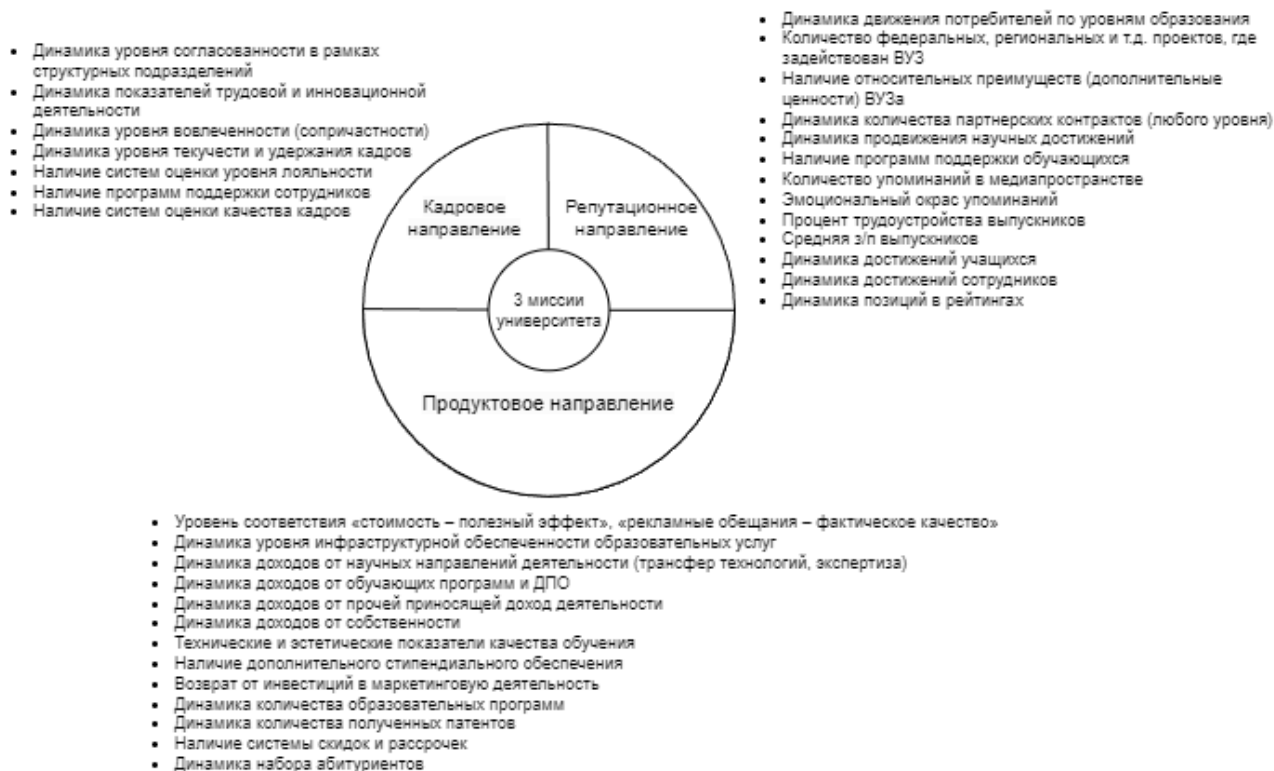 • Динамика уровня согласованности в рамках
структурных подразделений
• Динамика показателей трудовой и инновационной
деятельности
• Динамика уровня вовлеченности (сопричастности)
• Динамика уровня текучести и удержания кадров
• Наличие систем оценки уровня лояльности
• Наличие программ поддержки сотрудников
• Наличие систем оценки качества кадров
• Динамика движения потребителей по уровням образования
• Количество федеральных, региональных и т.д. проектов, где
задействован ВУЗ
• Наличие относительных преимуществ (дополнительные
ценности) ВУЗа
• Динамика количества партнерских контрактов (любого уровня)
• Динамика продвижения научных достижений
• Наличие программ поддержки обучающихся
• Количество упоминаний в медиапространстве
• Эмоциональный окрас упоминаний
• Процент трудоустройства выпускников
• Средняя з/п выпускников
• Динамика достижений учащихся
• Динамика достижений сотрудников
• Динамика позиций в рейтингах
Кадровое
направление
Репутационное
направление
3 миссии
университета
Продуктовое направление
• Уровень соответствия «стоимость – полезный эффект», «рекламные обещания – фактическое качество»
• Динамика уровня инфраструктурной обеспеченности образовательных услуг
• Динамика доходов от научных направлений деятельности (трансфер технологий, экспертиза)
• Динамика доходов от обучающих программ и ДПО
• Динамика доходов от прочей приносящей доход деятельности
• Динамика доходов от собственности
• Технические и эстетические показатели качества обучения
• Наличие дополнительного стипендиального обеспечения
• Возврат от инвестиций в маркетинговую деятельность
• Динамика количества образовательных программ
• Динамика количества полученных патентов
• Наличие системы скидок и рассрочек
• Динамика набора абитуриентов